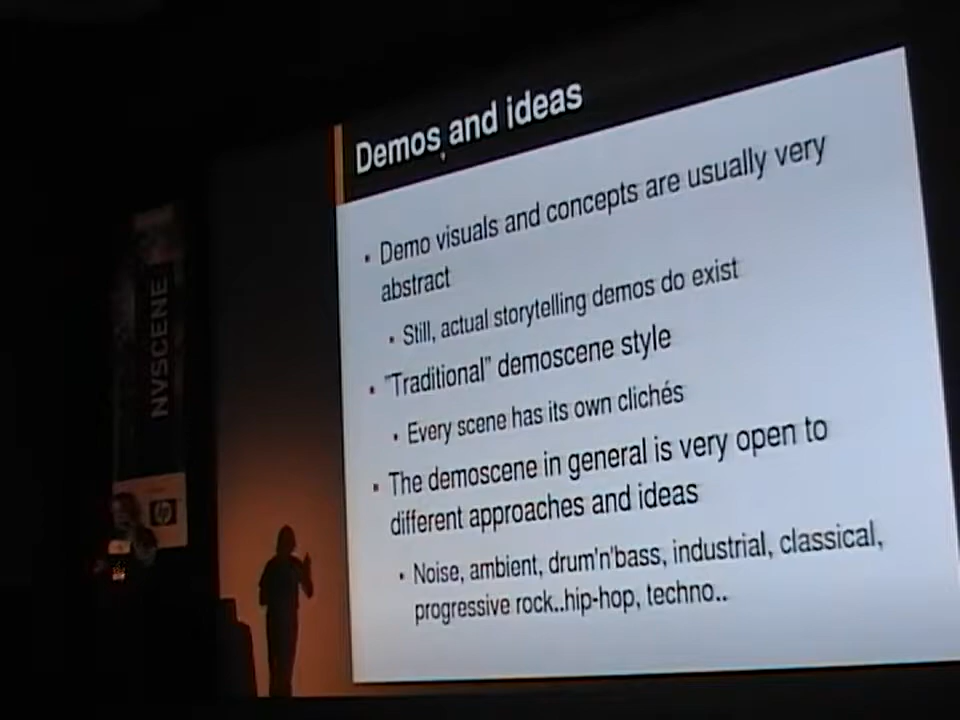 Demos and ideas
Demo visuals and concepts are usually very
abstract
Still, actual storytelling demos do exist
"Traditional" demoscene style
Every scene has its own clichés
The demoscene in general is very open to
different approaches and ideas
Noise, ambient, drum'n'bass, industrial, classical,
progressive rock..hip-hop, techno..
NVSCENE
hp